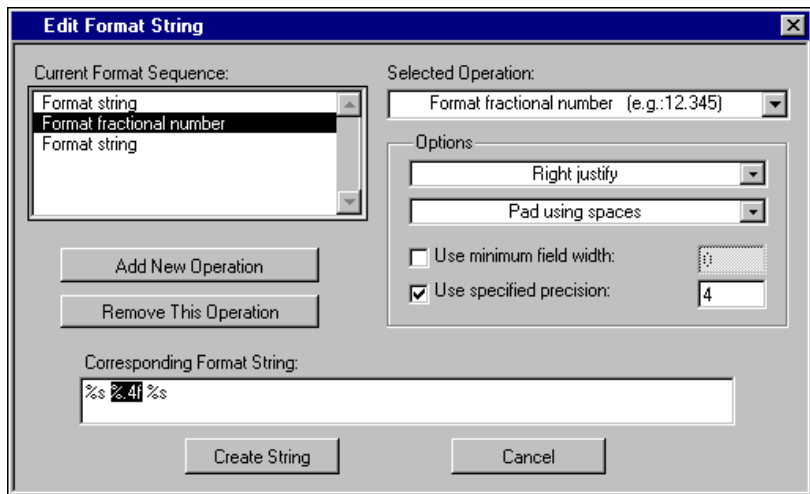 Edit Format String
Current Format Sequence:
Format string
Format fractional number
Format string
Add New Operation
Remove This Operation
Selected Operation:
Format fractional number (e.g.:12.345)
Options
Right justify
Pad using spaces
Use minimum field width: 0
Use specified precision: 4
Corresponding Format String:
%s %.4f %s
Create String
Cancel